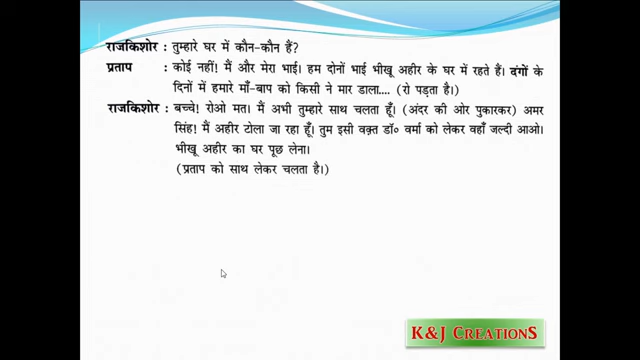 राजकिशोर : तुम्हारे घर में कौन-कौन हैं?
प्रताप : कोई नहीं! मैं और मेरा भाई। हम दोनों भाई भीखू अहीर के घर में रहते हैं। दंगों के
दिनों में हमारे माँ-बाप को किसी ने मार डाला.... (रो पड़ता है।)
राजकिशोर : बच्चे! रोओ मत। मैं अभी तुम्हारे साथ चलता हूँ। (अंदर की ओर पुकारकर) अमर
सिंह! मैं अहीर टोला जा रहा हूँ। तुम इसी वक़्त डॉ० वर्मा को लेकर वहाँ जल्दी आओ।
भीखू अहीर का घर पूछ लेना।
(प्रताप को साथ लेकर चलता है।)
K&J CREATIONS